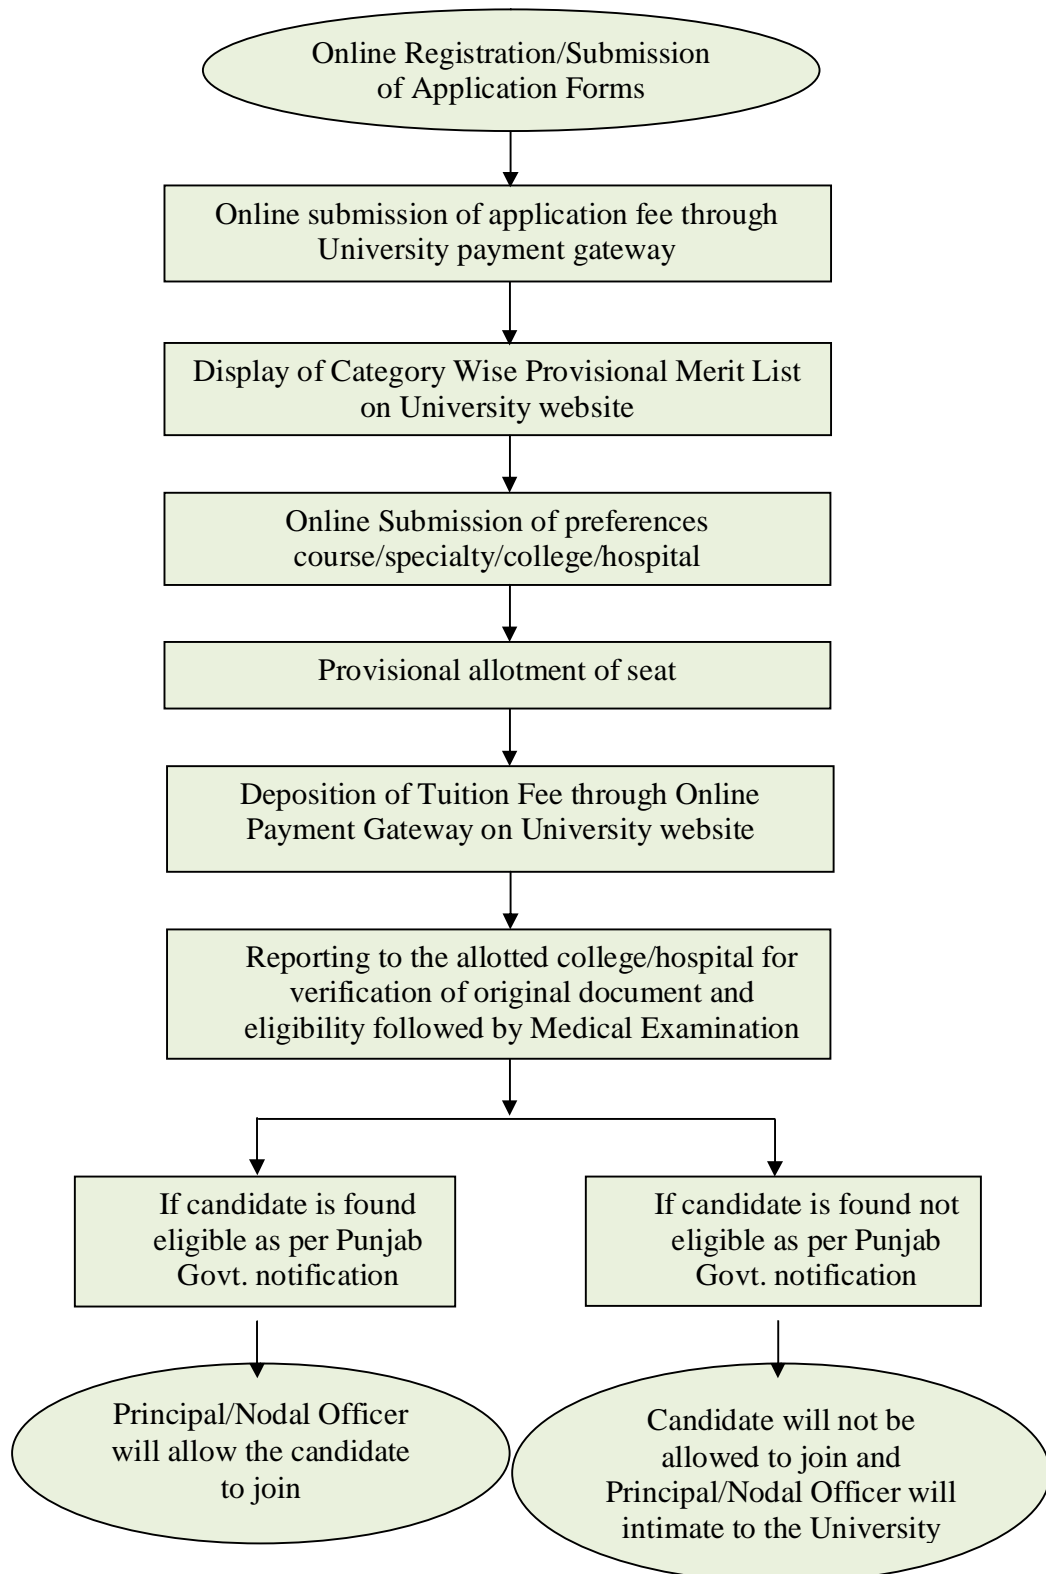 Online Registration/Submission
of Application Forms
Online submission of application fee through
University payment gateway
Display of Category Wise Provisional Merit List
on University website
Online Submission of preferences
course/specialty/college/hospital
Provisional allotment of seat
Deposition of Tuition Fee through Online
Payment Gateway on University website
Reporting to the allotted college/hospital for
verification of original document and
eligibility followed by Medical Examination
If candidate is found
eligible as per Punjab
Govt. notification
If candidate is found not
eligible as per Punjab
Govt. notification
Principal/Nodal Officer
will allow the candidate
to join
Candidate will not be
allowed to join and
Principal/Nodal Officer will
intimate to the University